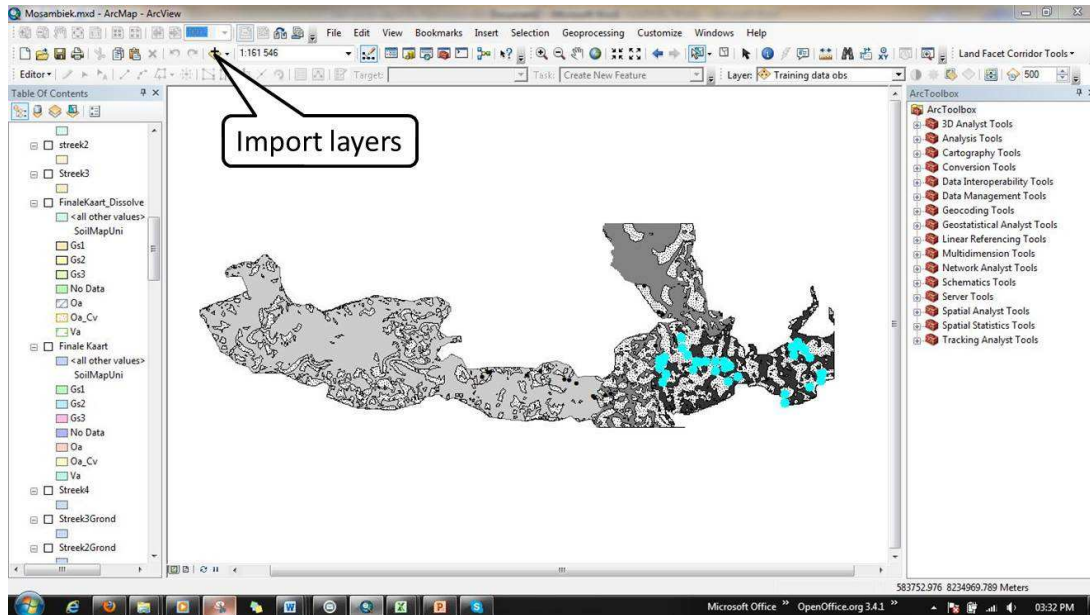 Mosambiek.mxd - ArcMap - ArcView
File Edit View Bookmarks Insert Selection Geoprocessing Customize Windows Help
100%
1:161 546
Land Facet Corridor Tools
Editor
Target:
Task: Create New Feature
Layer: Training data obs
500
Table Of Contents
Import layers
streek2
Streek3
FinaleKaart_Dissolve
<all other values>
SoilMapUni
Gs1
Gs2
Gs3
No Data
Oa
Oa_Cv
Va
Finale Kaart
<all other values>
SoilMapUni
Gs1
Gs2
Gs3
No Data
Oa
Oa_Cv
Va
Streek4
Streek3Grond
Streek2Grond
ArcToolbox
ArcToolbox
3D Analyst Tools
Analysis Tools
Cartography Tools
Conversion Tools
Data Interoperability Tools
Data Management Tools
Geocoding Tools
Geostatistical Analyst Tools
Linear Referencing Tools
Multidimension Tools
Network Analyst Tools
Schematics Tools
Server Tools
Spatial Analyst Tools
Spatial Statistics Tools
Tracking Analyst Tools
583752.976 8234969.789 Meters
Microsoft Office » OpenOffice.org 3.4.1 »
03:32 PM